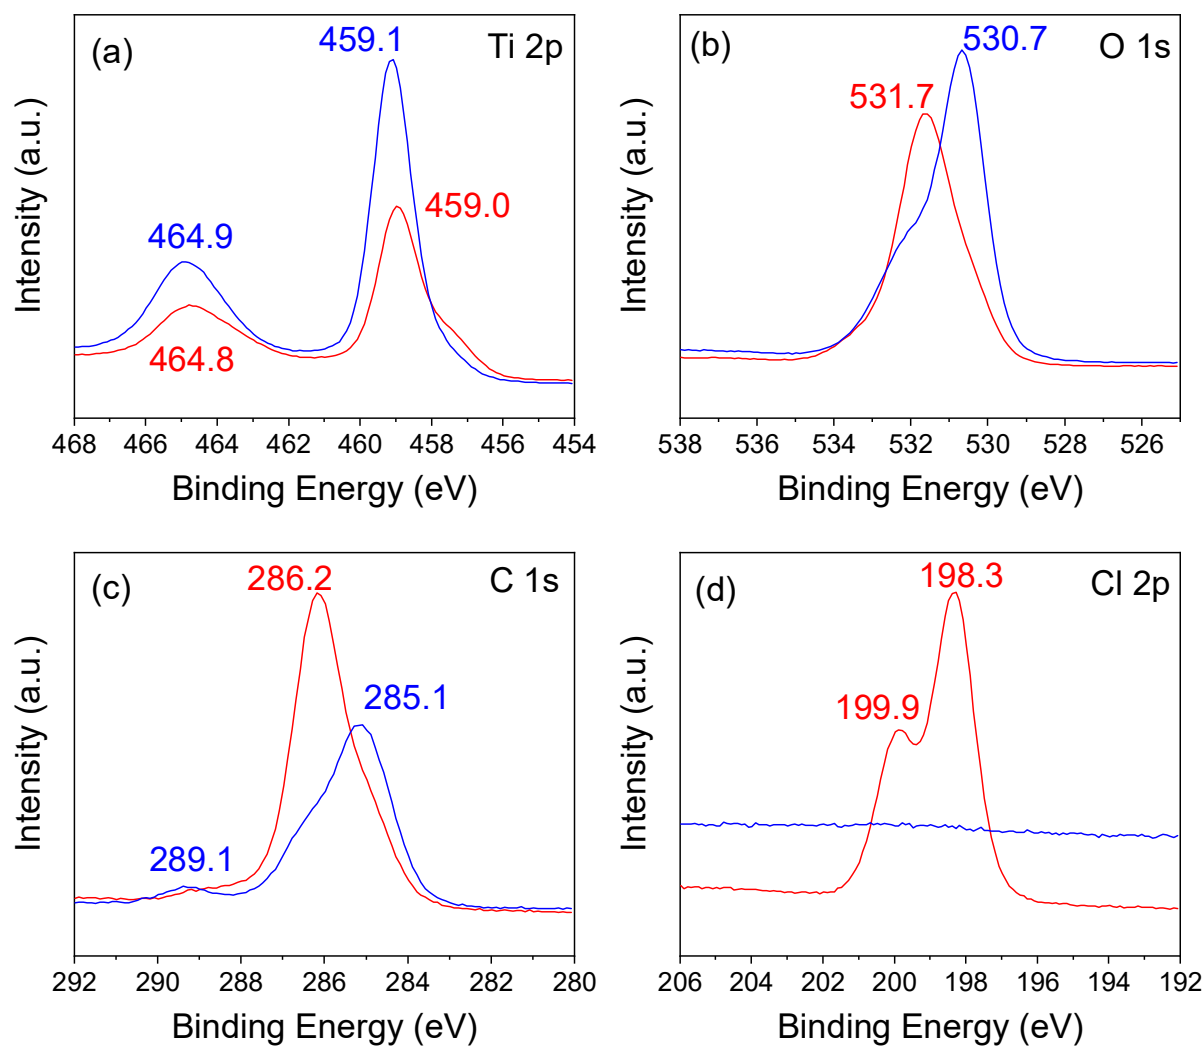 (a)
459.1
Ti 2p
459.0
464.9
464.8
Intensity (a.u.)
468 466 464 462 460 458 456 454
Binding Energy (eV)
(b)
530.7
O 1s
531.7
Intensity (a.u.)
538 536 534 532 530 528 526
Binding Energy (eV)
(c)
286.2
C 1s
285.1
289.1
Intensity (a.u.)
292 290 288 286 284 282 280
Binding Energy (eV)
(d)
198.3
Cl 2p
199.9
Intensity (a.u.)
206 204 202 200 198 196 194 192
Binding Energy (eV)